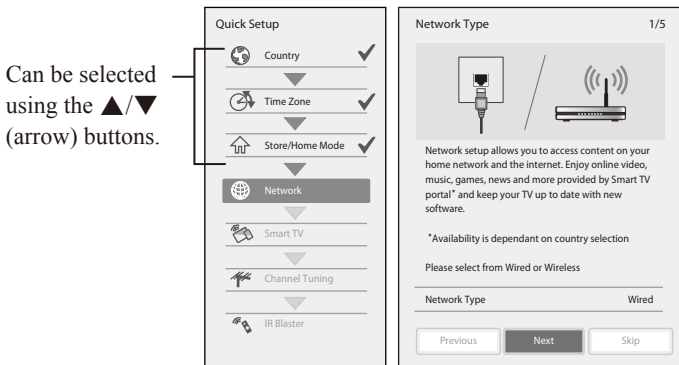 Can be selected
using the ▲/▼
(arrow) buttons.
Quick Setup
Country
Time Zone
Store/Home Mode
Network
Smart TV
Channel Tuning
IR Blaster
Network Type 1/5
Network setup allows you to access content on your
home network and the internet. Enjoy online video,
music, games, news and more provided by Smart TV
portal* and keep your TV up to date with new
software.
*Availability is dependant on country selection
Please select from Wired or Wireless
Network Type Wired
Previous Next Skip